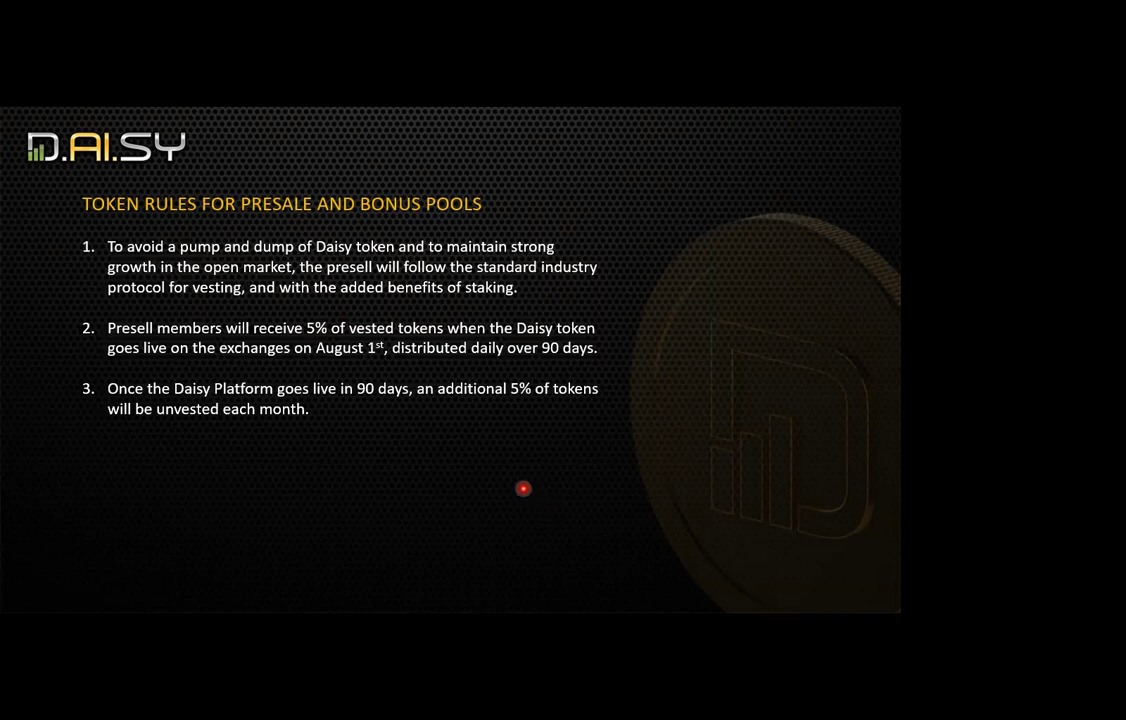 D.AI.SY
TOKEN RULES FOR PRESALE AND BONUS POOLS
1. To avoid a pump and dump of Daisy token and to maintain strong
growth in the open market, the presell will follow the standard industry
protocol for vesting, and with the added benefits of staking.
2. Presell members will receive 5% of vested tokens when the Daisy token
goes live on the exchanges on August 1st, distributed daily over 90 days.
3. Once the Daisy Platform goes live in 90 days, an additional 5% of tokens
will be unvested each month.